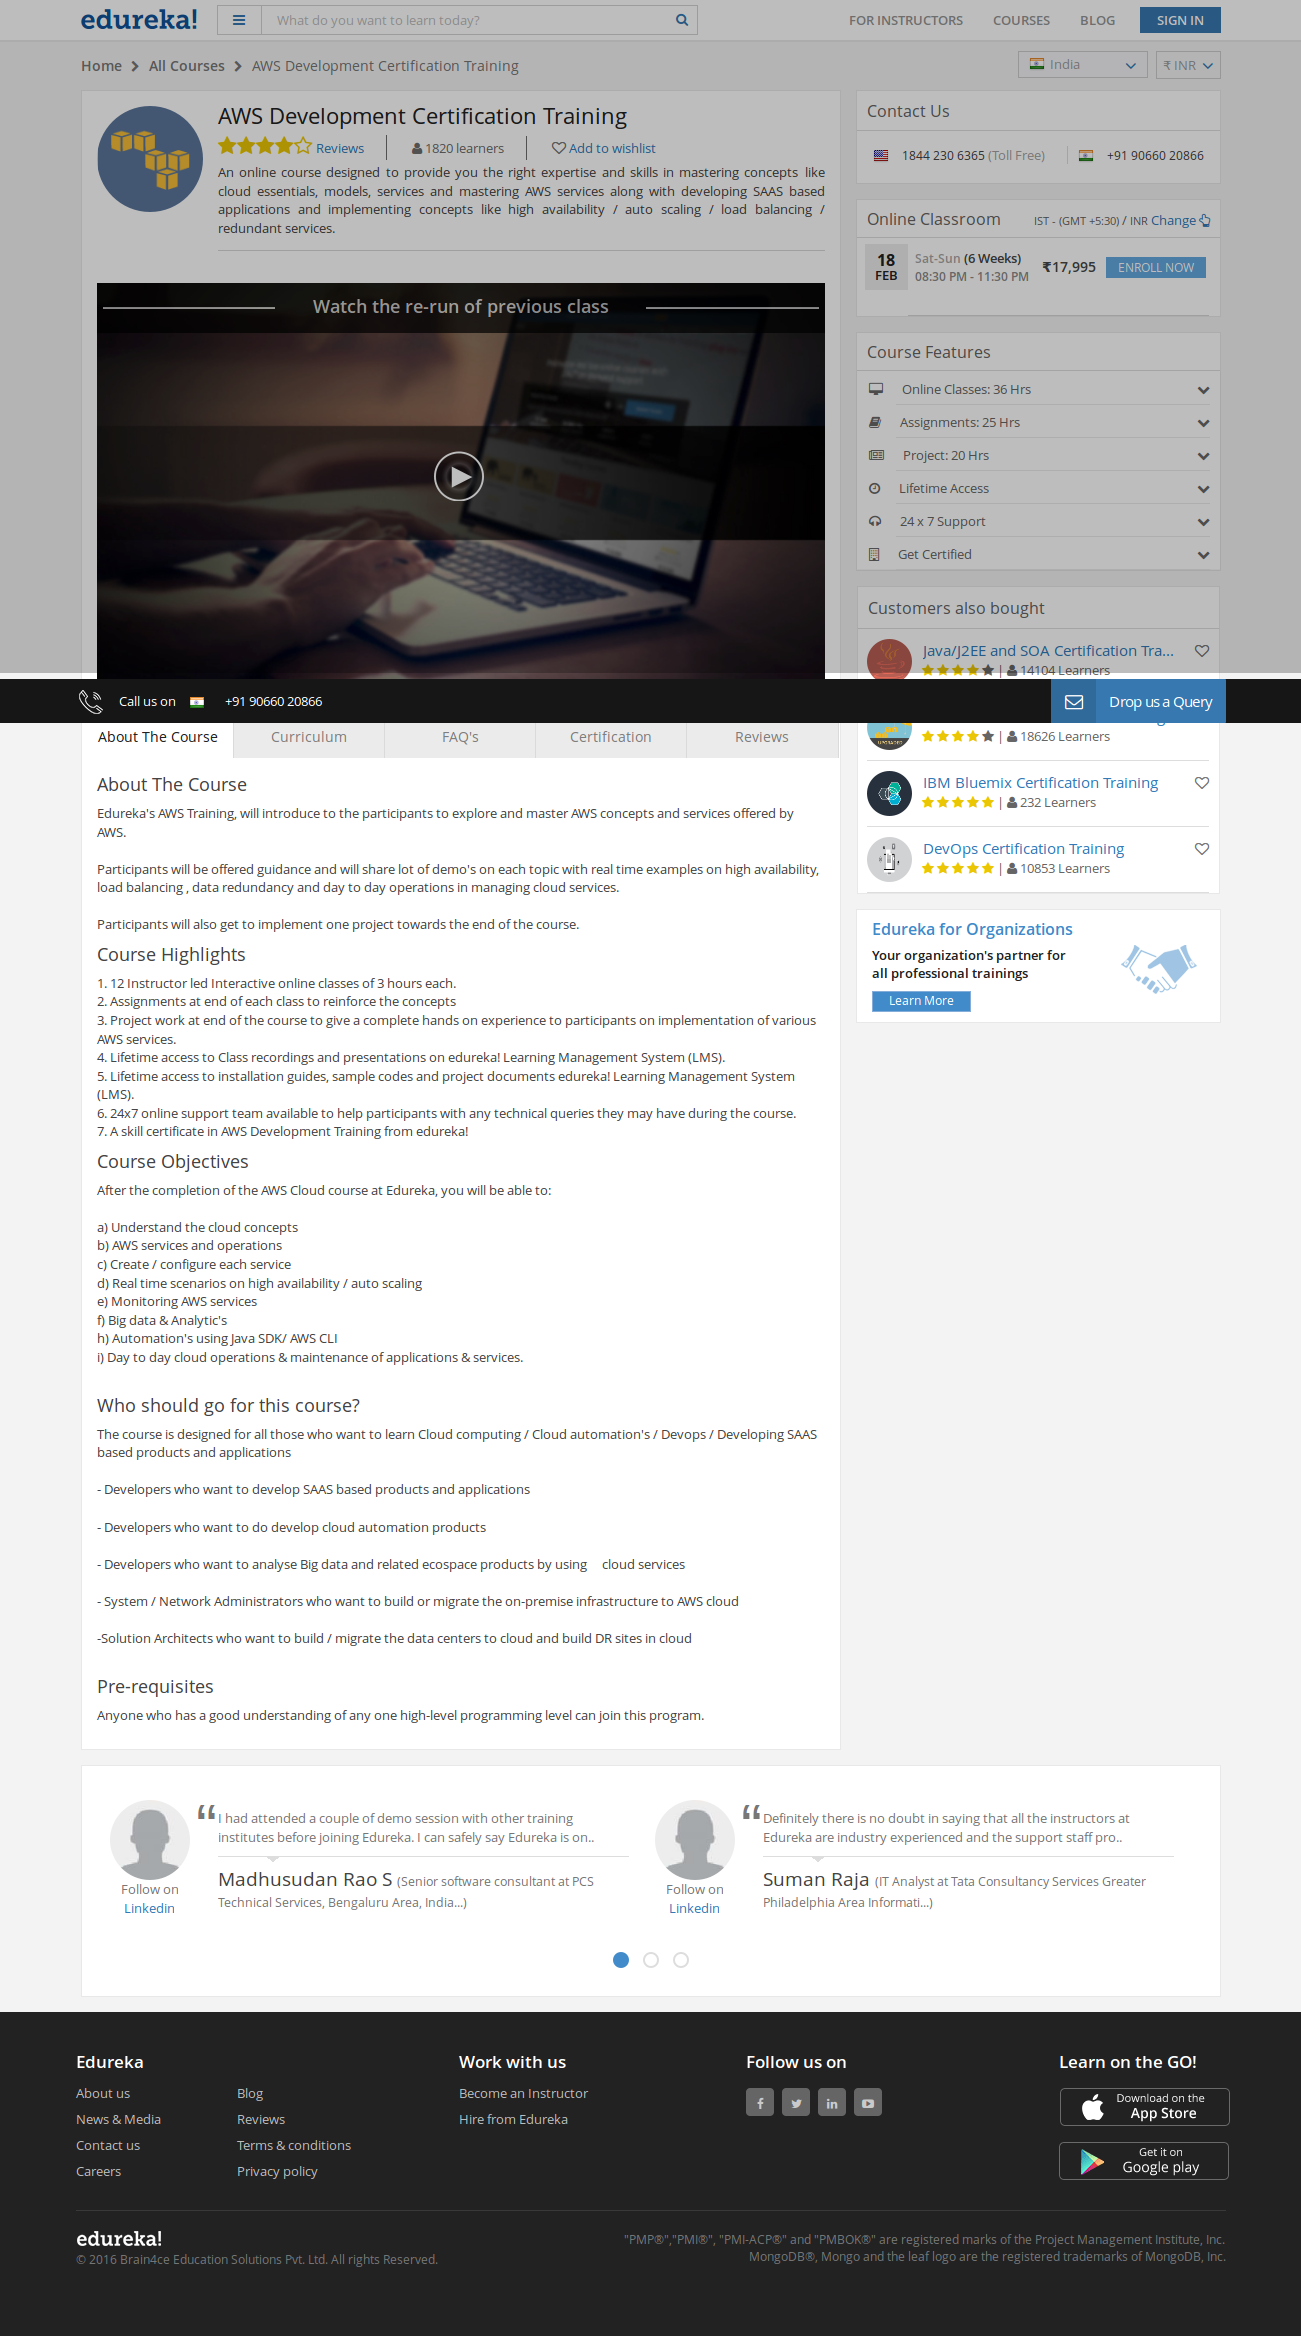 edureka!
What do you want to learn today?
FOR INSTRUCTORS
COURSES
BLOG
SIGN IN
Home
All Courses
AWS Development Certification Training
India
₹ INR
AWS Development Certification Training
Reviews
1820 learners
Add to wishlist
An online course designed to provide you the right expertise and skills in mastering concepts like
cloud essentials, models, services and mastering AWS services along with developing SAAS based
applications and implementing concepts like high availability / auto scaling / load balancing /
redundant services.
Watch the re-run of previous class
Contact Us
1844 230 6365 (Toll Free)
+91 90660 20866
Online Classroom
IST - (GMT +5:30) / INR Change
18
FEB
Sat-Sun (6 Weeks)
08:30 PM - 11:30 PM
₹17,995
ENROLL NOW
Course Features
Online Classes: 36 Hrs
Assignments: 25 Hrs
Project: 20 Hrs
Lifetime Access
24 x 7 Support
Get Certified
Customers also bought
Java/J2EE and SOA Certification Tra...
| 14104 Learners
Call us on
+91 90660 20866
Drop us a Query
| 18626 Learners
IBM Bluemix Certification Training
| 232 Learners
DevOps Certification Training
| 10853 Learners
Edureka for Organizations
Your organization's partner for
all professional trainings
Learn More
About The Course
Curriculum
FAQ's
Certification
Reviews
About The Course
Edureka's AWS Training, will introduce to the participants to explore and master AWS concepts and services offered by
AWS.
Participants will be offered guidance and will share lot of demo's on each topic with real time examples on high availability,
load balancing , data redundancy and day to day operations in managing cloud services.
Participants will also get to implement one project towards the end of the course.
Course Highlights
1. 12 Instructor led Interactive online classes of 3 hours each.
2. Assignments at end of each class to reinforce the concepts
3. Project work at end of the course to give a complete hands on experience to participants on implementation of various
AWS services.
4. Lifetime access to Class recordings and presentations on edureka! Learning Management System (LMS).
5. Lifetime access to installation guides, sample codes and project documents edureka! Learning Management System
(LMS).
6. 24x7 online support team available to help participants with any technical queries they may have during the course.
7. A skill certificate in AWS Development Training from edureka!
Course Objectives
After the completion of the AWS Cloud course at Edureka, you will be able to:
a) Understand the cloud concepts
b) AWS services and operations
c) Create / configure each service
d) Real time scenarios on high availability / auto scaling
e) Monitoring AWS services
f) Big data & Analytic's
h) Automation's using Java SDK/ AWS CLI
i) Day to day cloud operations & maintenance of applications & services.
Who should go for this course?
The course is designed for all those who want to learn Cloud computing / Cloud automation's / Devops / Developing SAAS
based products and applications
- Developers who want to develop SAAS based products and applications
- Developers who want to do develop cloud automation products
- Developers who want to analyse Big data and related ecospace products by using cloud services
- System / Network Administrators who want to build or migrate the on-premise infrastructure to AWS cloud
-Solution Architects who want to build / migrate the data centers to cloud and build DR sites in cloud
Pre-requisites
Anyone who has a good understanding of any one high-level programming level can join this program.
“ I had attended a couple of demo session with other training
institutes before joining Edureka. I can safely say Edureka is on..
Madhusudan Rao S (Senior software consultant at PCS
Technical Services, Bengaluru Area, India...)
Follow on
Linkedin
“ Definitely there is no doubt in saying that all the instructors at
Edureka are industry experienced and the support staff pro..
Suman Raja (IT Analyst at Tata Consultancy Services Greater
Philadelphia Area Informati...)
Follow on
Linkedin
Edureka
About us
News & Media
Contact us
Careers
Blog
Reviews
Terms & conditions
Privacy policy
Work with us
Become an Instructor
Hire from Edureka
Follow us on
Learn on the GO!
Download on the
App Store
Get it on
Google play
edureka!
© 2016 Brain4ce Education Solutions Pvt. Ltd. All rights Reserved.
"PMP®","PMI®", "PMI-ACP®" and "PMBOK®" are registered marks of the Project Management Institute, Inc.
MongoDB®, Mongo and the leaf logo are the registered trademarks of MongoDB, Inc.